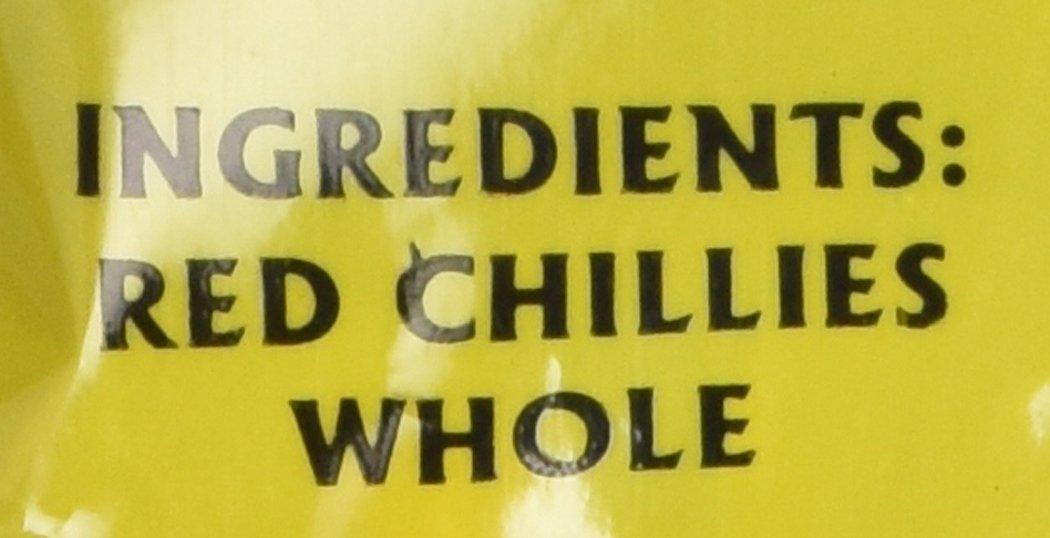 INGREDIENTS:
RED CHILLIES
WHOLE